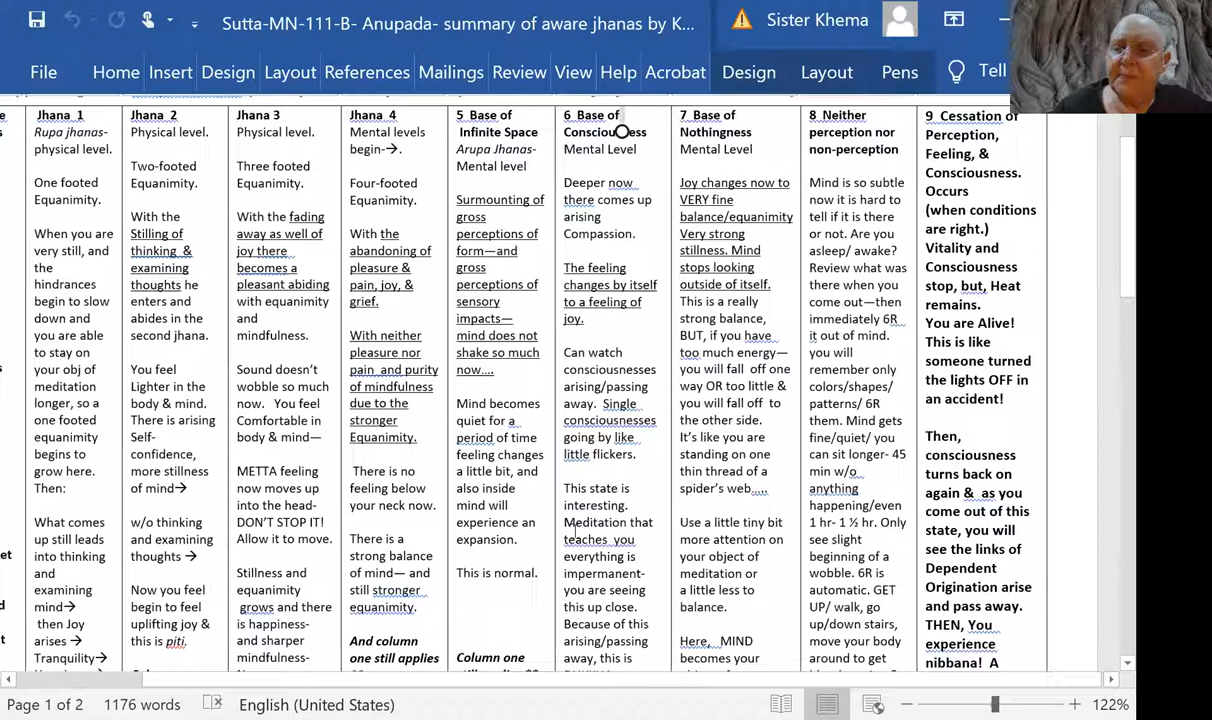 Sutta-MN-111-B- Anupada- summary of aware jhanas by K...
Sister Khema
File Home Insert Design Layout References Mailings Review View Help Acrobat Design Layout Pens Tell
Jhana 1
Rupa jhanas-
physical level.
One footed
Equanimity.
When you are
very still, and
the
hindrances
begin to slow
down and
you are able
to stay on
your obj of
meditation
longer, so a
one footed
equanimity
begins to
grow here.
Then:
What comes
up still leads
into thinking
and
examining
mind→
then Joy
arises →
Tranquility→
Jhana 2
Physical level.
Two-footed
Equanimity.
With the
Stilling of
thinking &
examining
thoughts he
enters and
abides in the
second jhana.
You feel
Lighter in the
body & mind.
There is arising
Self-
confidence,
more stillness
of mind→
w/o thinking
and examining
thoughts →
Now you feel
begin to feel
uplifting joy &
this is piti.
Jhana 3
Physical level.
Three footed
Equanimity.
With the fading
away as well of
joy there
becomes a
pleasant abiding
with equanimity
and
mindfulness.
Sound doesn't
wobble so much
now. You feel
Comfortable in
body & mind—
METTA feeling
now moves up
into the head-
DON'T STOP IT!
Allow it to move.
Stillness and
equanimity
grows and there
is happiness-
and sharper
mindfulness-
Jhana 4
Mental levels
begin-→.
Four-footed
Equanimity.
With the
abandoning of
pleasure &
pain, joy, &
grief.
With neither
pleasure nor
pain and purity
of mindfulness
due to the
stronger
Equanimity.
There is no
feeling below
your neck now.
There is a
strong balance
of mind— and
still stronger
equanimity.
And column
one still applies
5 Base of
Infinite Space
Arupa Jhanas-
Mental level
Surmounting of
gross
perceptions of
form—and
gross
perceptions of
sensory
impacts—
mind does not
shake so much
now....
Mind becomes
quiet for a
period of time
feeling changes
a little bit, and
also inside
mind will
experience an
expansion.
This is normal.
Column one
6 Base of
Consciousness
Mental Level
Deeper now
there comes up
arising
Compassion.
The feeling
changes by itself
to a feeling of
joy.
Can watch
consciousnesses
arising/passing
away. Single
consciousnesses
going by like
little flickers.
This state is
interesting.
Meditation that
teaches you
everything is
impermanent-
you are seeing
this up close.
Because of this
arising/passing
away, this is
7 Base of
Nothingness
Mental Level
Joy changes now to
VERY fine
balance/equanimity
Very strong
stillness. Mind
stops looking
outside of itself.
This is a really
strong balance,
BUT, if you have
too much energy—
you will fall off one
way OR too little &
you will fall off to
the other side.
It's like you are
standing on one
thin thread of a
spider's web.....
Use a little tiny bit
more attention on
your object of
meditation or
a little less to
balance.
Here, MIND
becomes your
8 Neither
perception nor
non-perception
Mind is so subtle
now it is hard to
tell if it is there
or not. Are you
asleep/ awake?
Review what was
there when you
come out—then
immediately 6R
it out of mind.
you will
remember only
colors/shapes/
patterns/ 6R
them. Mind gets
fine/quiet/ you
can sit longer- 45
min w/o
anything
happening/even
1 hr- 1 ½ hr. Only
see slight
beginning of a
wobble. 6R is
automatic. GET
UP/ walk, go
up/down stairs,
move your body
around to get
9 Cessation of
Perception,
Feeling, &
Consciousness.
Occurs
(when conditions
are right.)
Vitality and
Consciousness
stop, but, Heat
remains.
You are Alive!
This is like
someone turned
the lights OFF in
an accident!
Then,
consciousness
turns back on
again & as you
come out of this
state, you will
see the links of
Dependent
Origination arise
and pass away.
THEN, You
experience
nibbana! A
Page 1 of 2 1176 words English (United States) 122%